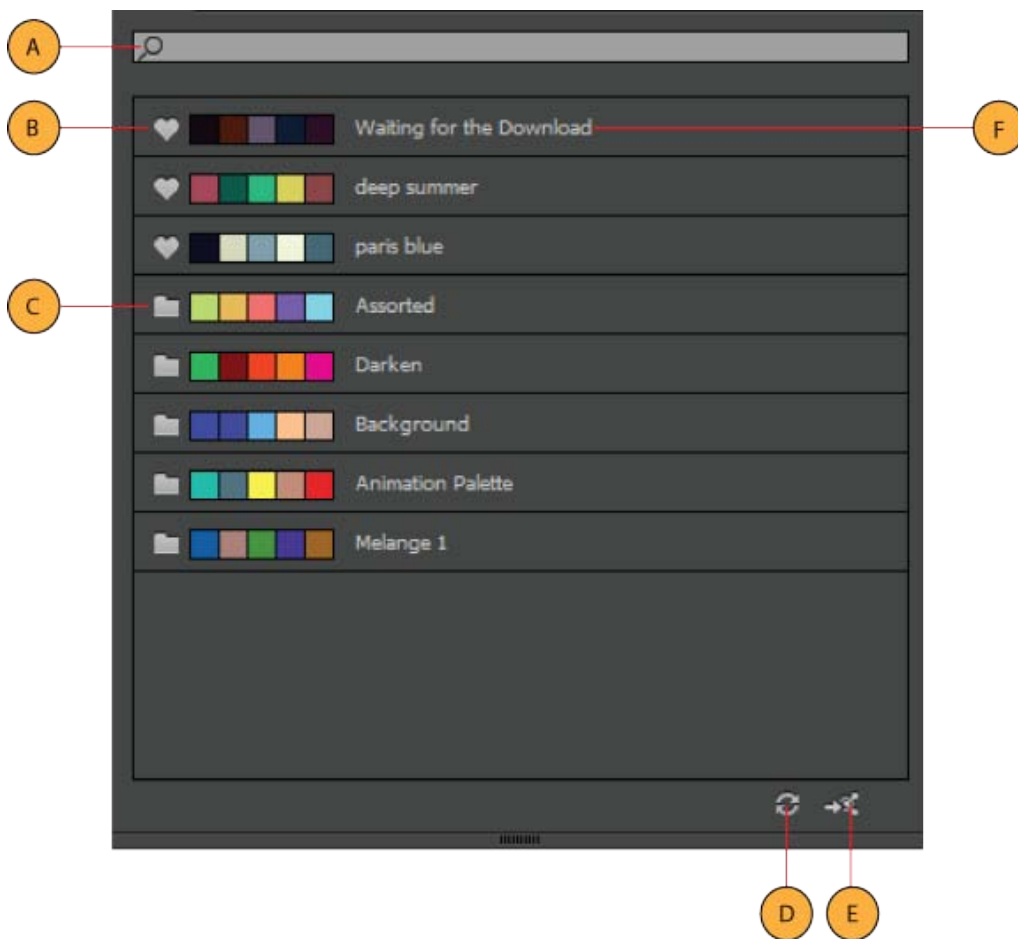 A
B
Waiting for the Download
F
deep summer
paris blue
C
Assorted
Darken
Background
Animation Palette
Melange 1
D
E